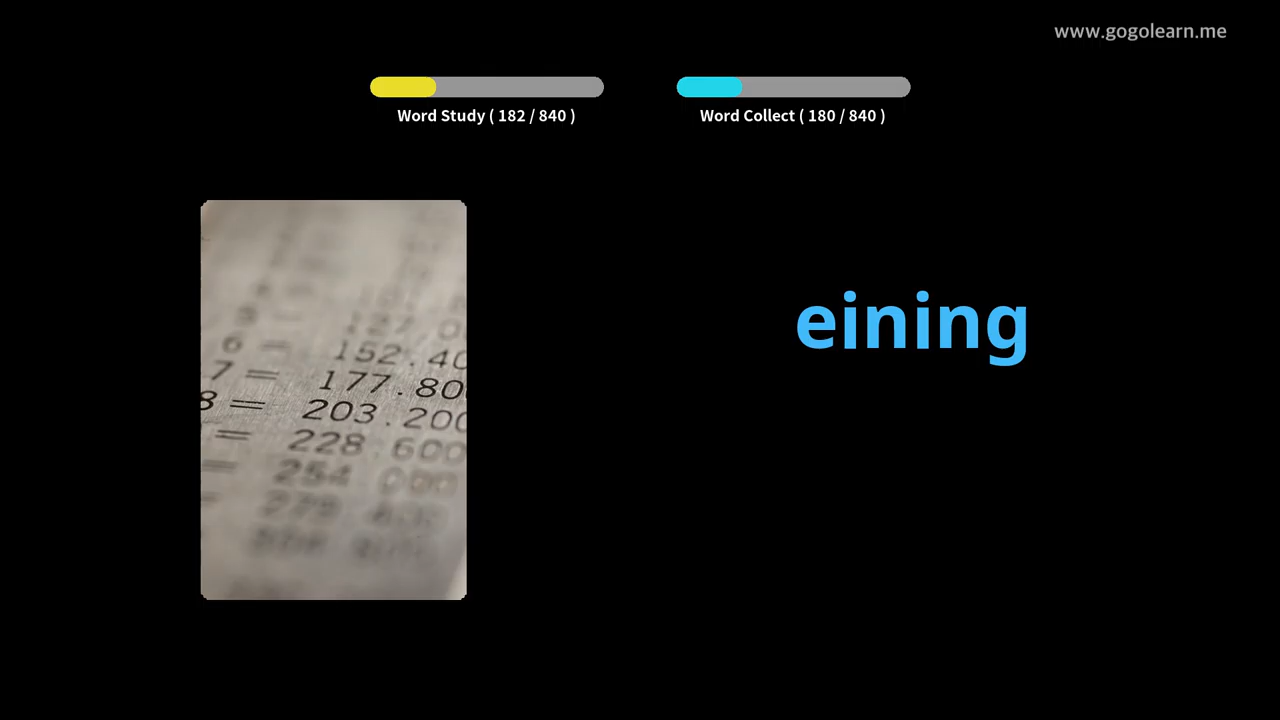 www.gogolearn.me
Word Study ( 182 / 840 )
Word Collect ( 180 / 840 )
eining
6 = 152.40
7 = 177.80
8 = 203.200
= 228.600
= 254 000